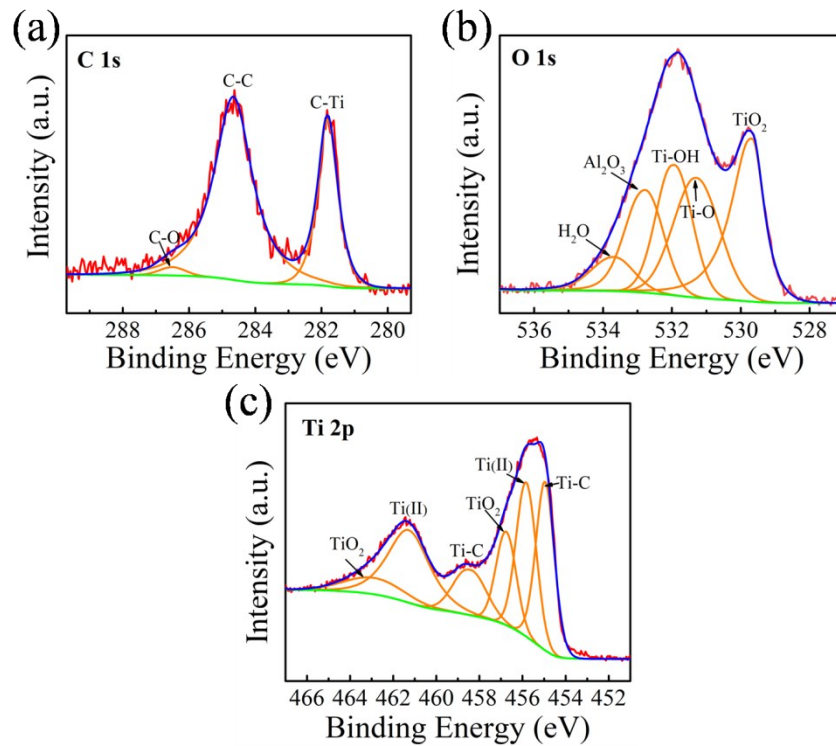 (a)
C 1s
C-C
C-Ti
C-O
Intensity (a.u.)
288 286 284 282 280
Binding Energy (eV)
(b)
O 1s
TiO₂
Ti-OH
Al₂O₃
Ti-O
H₂O
Intensity (a.u.)
536 534 532 530 528
Binding Energy (eV)
(c)
Ti 2p
Ti(II)
Ti-C
TiO₂
Ti(II)
Ti-C
TiO₂
Intensity (a.u.)
466 464 462 460 458 456 454 452
Binding Energy (eV)